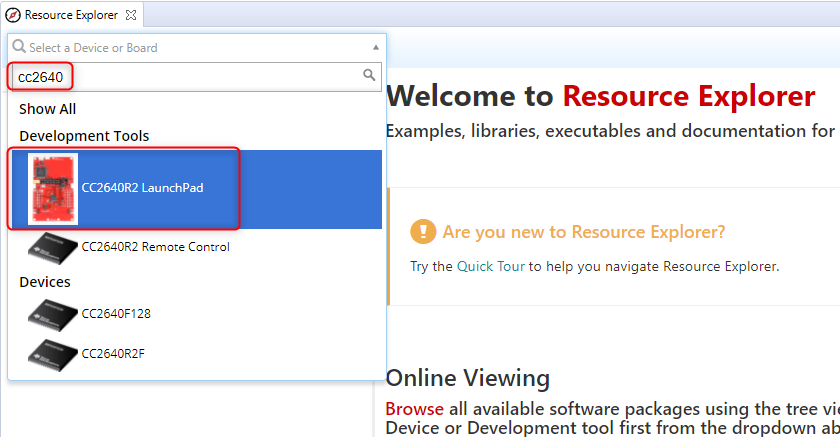 Resource Explorer
Select a Device or Board
cc2640
Show All
Development Tools
CC2640R2 LaunchPad
CC2640R2 Remote Control
Devices
CC2640F128
CC2640R2F
Welcome to Resource Explorer
Examples, libraries, executables and documentation for
Are you new to Resource Explorer?
Try the Quick Tour to help you navigate Resource Explorer.
Online Viewing
Browse all available software packages using the tree vi
Device or Development tool first from the dropdown ab